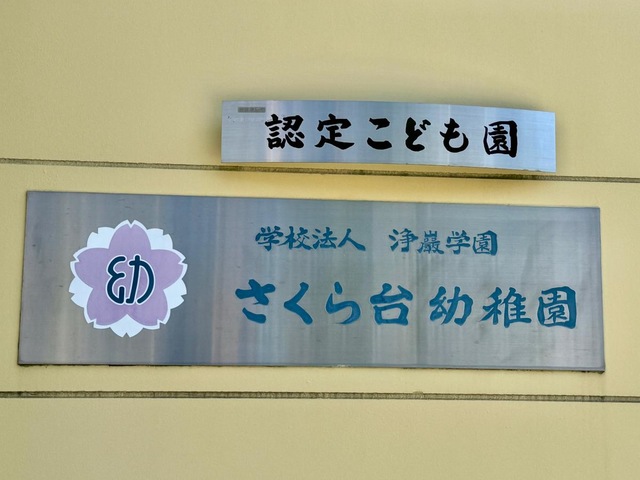 認定こども園
学校法人 浄巌学園
幼
さくら台幼稚園